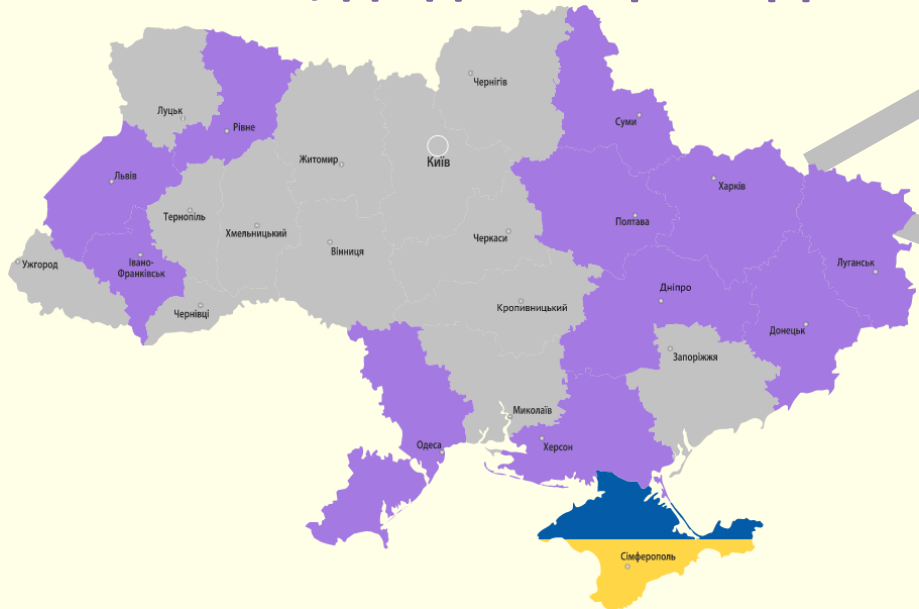 Чернігів
Луцьк
Суми
Рівне
Київ
Житомир
Львів
Харків
Тернопіль
Полтава
Хмельницький
Черкаси
Вінниця
Ужгород
Івано-
Франківськ
Луганськ
Дніпро
Кропивницький
Чернівці
Донецьк
Запоріжжя
Миколаїв
Одеса
Херсон
Сімферополь